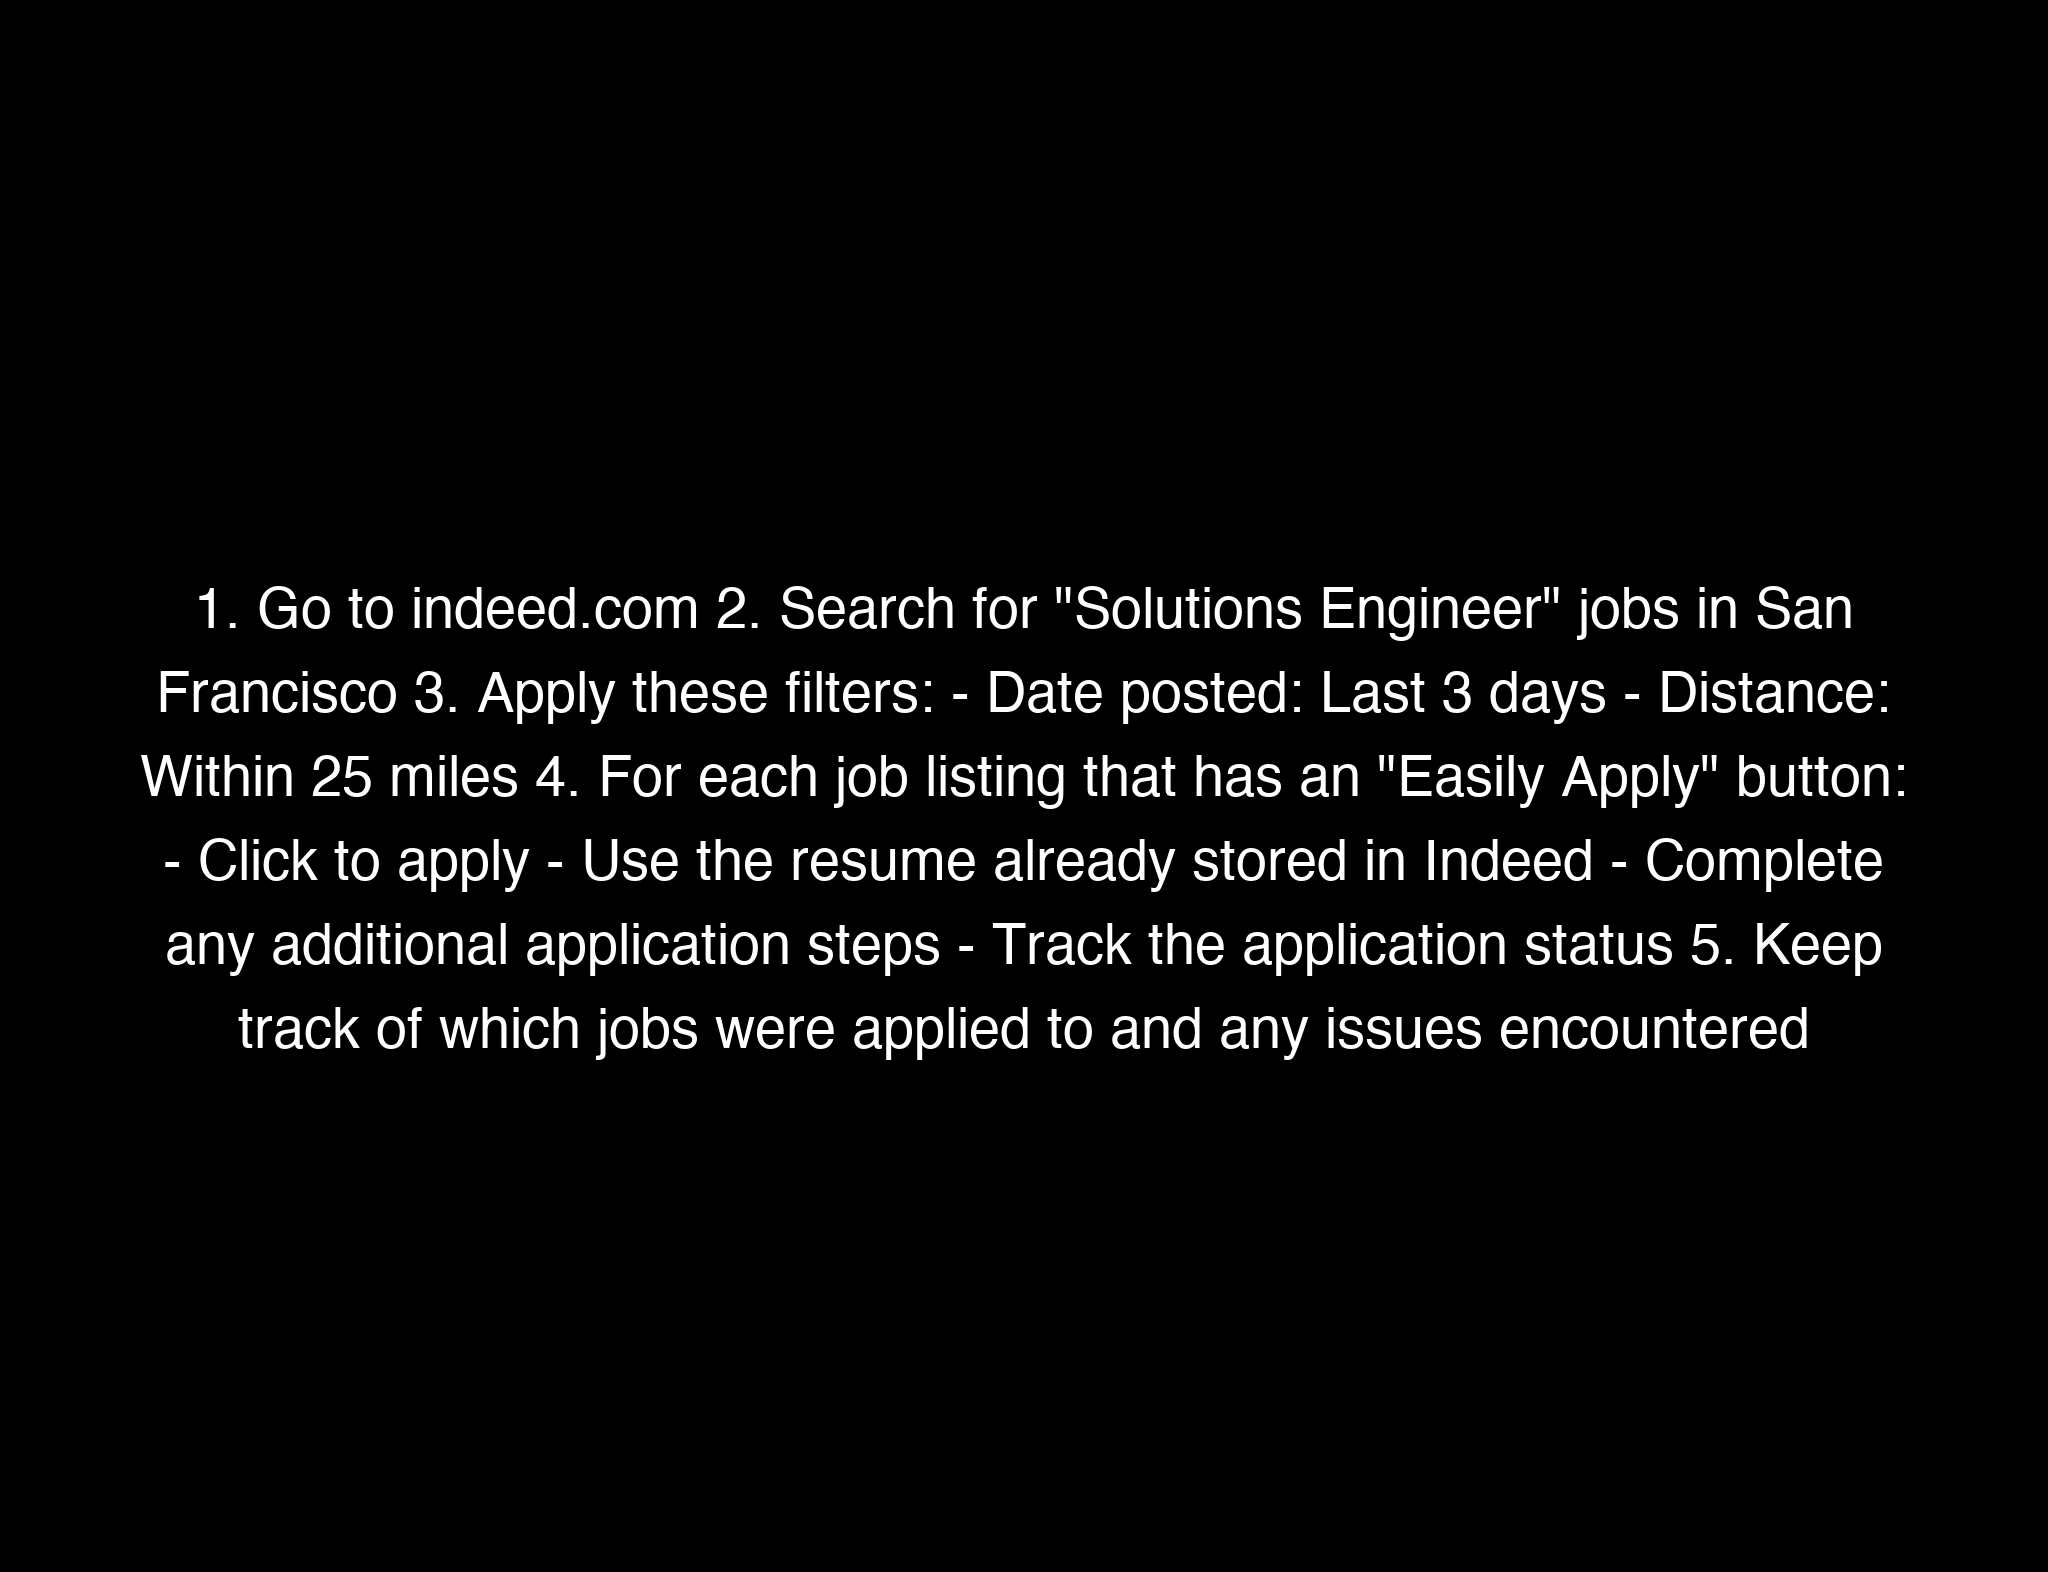 1. Go to indeed.com 2. Search for "Solutions Engineer" jobs in San
Francisco 3. Apply these filters: - Date posted: Last 3 days - Distance:
Within 25 miles 4. For each job listing that has an "Easily Apply" button:
- Click to apply - Use the resume already stored in Indeed - Complete
any additional application steps - Track the application status 5. Keep
track of which jobs were applied to and any issues encountered